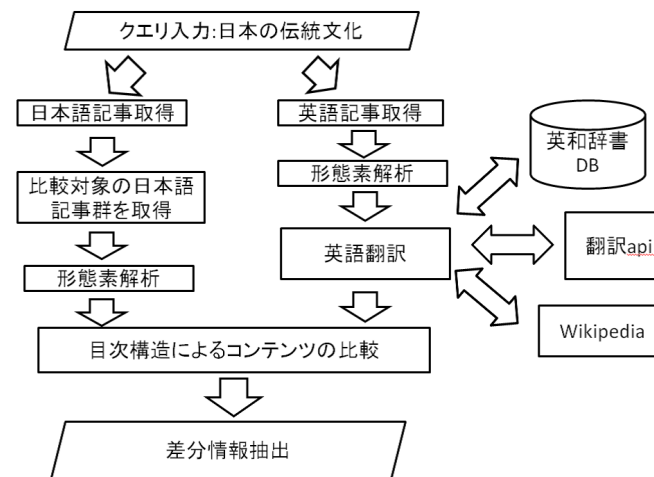 クエリ入力:日本の伝統文化
日本語記事取得
英語記事取得
比較対象の日本語
記事群を取得
形態素解析
英和辞書
DB
英語翻訳
翻訳api
形態素解析
Wikipedia
目次構造によるコンテンツの比較
差分情報抽出